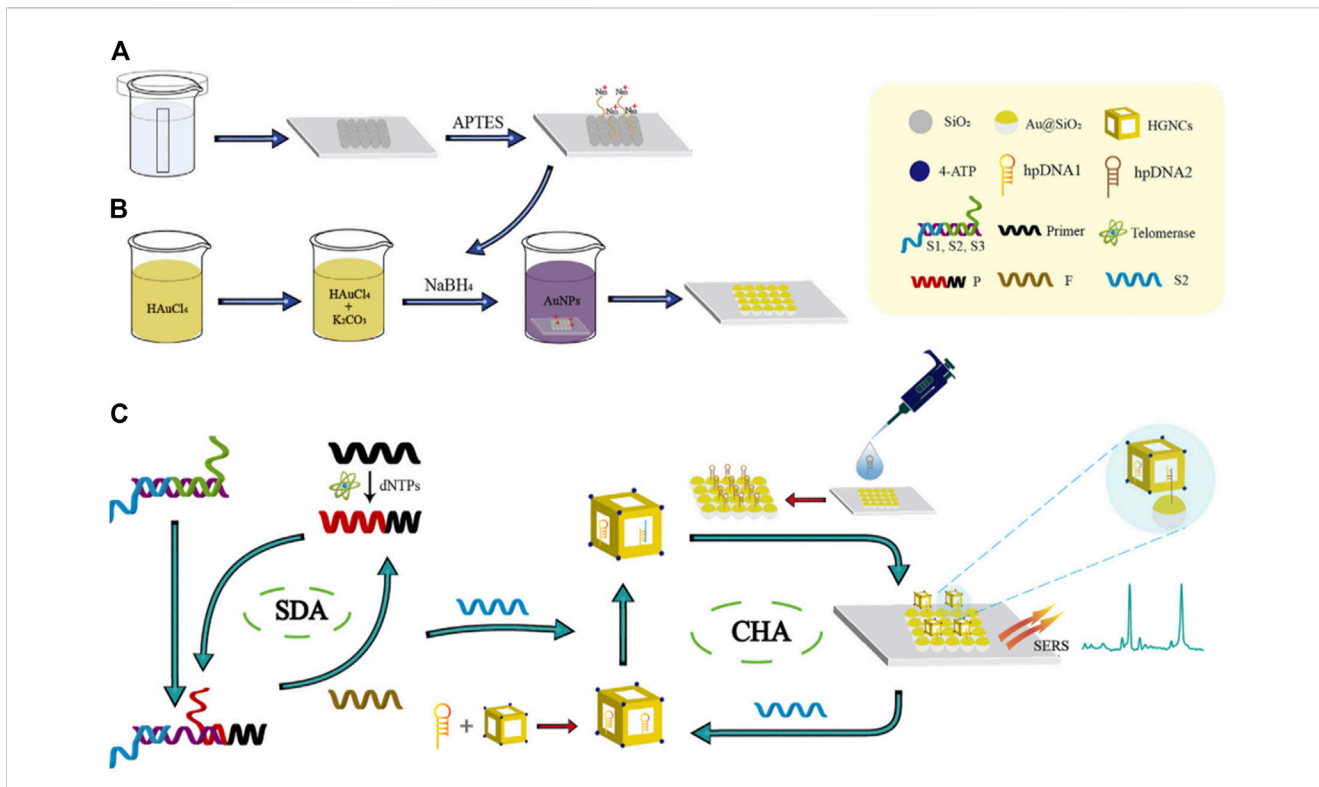 A
APTES
B
HAuCl₄
HAuCl₄
+
K₂CO₃
NaBH₄
AuNPs
SiO₂
Au@SiO₂
HGNCs
4-ATP
hpDNA1
hpDNA2
S1, S2, S3
Primer
Telomerase
P
F
S2
C
dNTPs
SDA
CHA
SERS
+